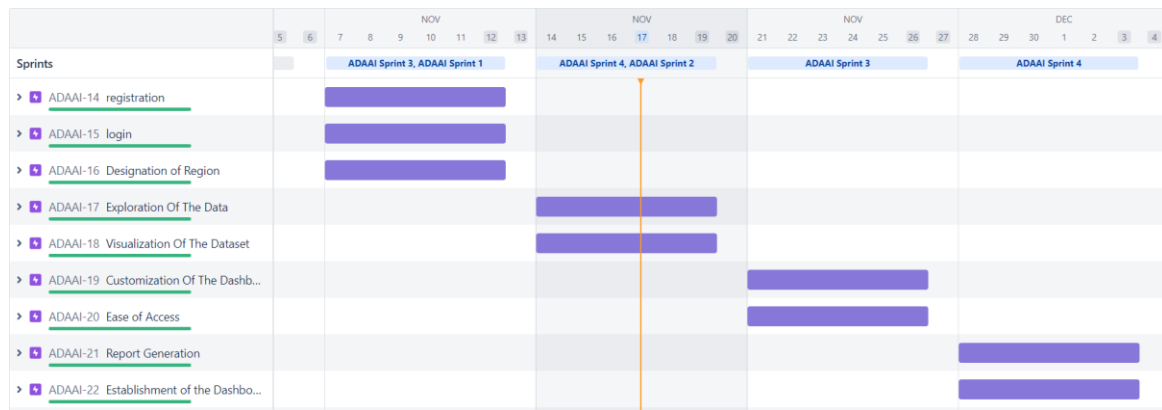 NOV NOV NOV DEC
5 6 7 8 9 10 11 12 13 14 15 16 17 18 19 20 21 22 23 24 25 26 27 28 29 30 1 2 3 4
Sprints ADAAI Sprint 3, ADAAI Sprint 1 ADAAI Sprint 4, ADAAI Sprint 2 ADAAI Sprint 3 ADAAI Sprint 4
ADAAI-14 registration
ADAAI-15 login
ADAAI-16 Designation of Region
ADAAI-17 Exploration Of The Data
ADAAI-18 Visualization Of The Dataset
ADAAI-19 Customization Of The Dashb...
ADAAI-20 Ease of Access
ADAAI-21 Report Generation
ADAAI-22 Establishment of the Dashbo...